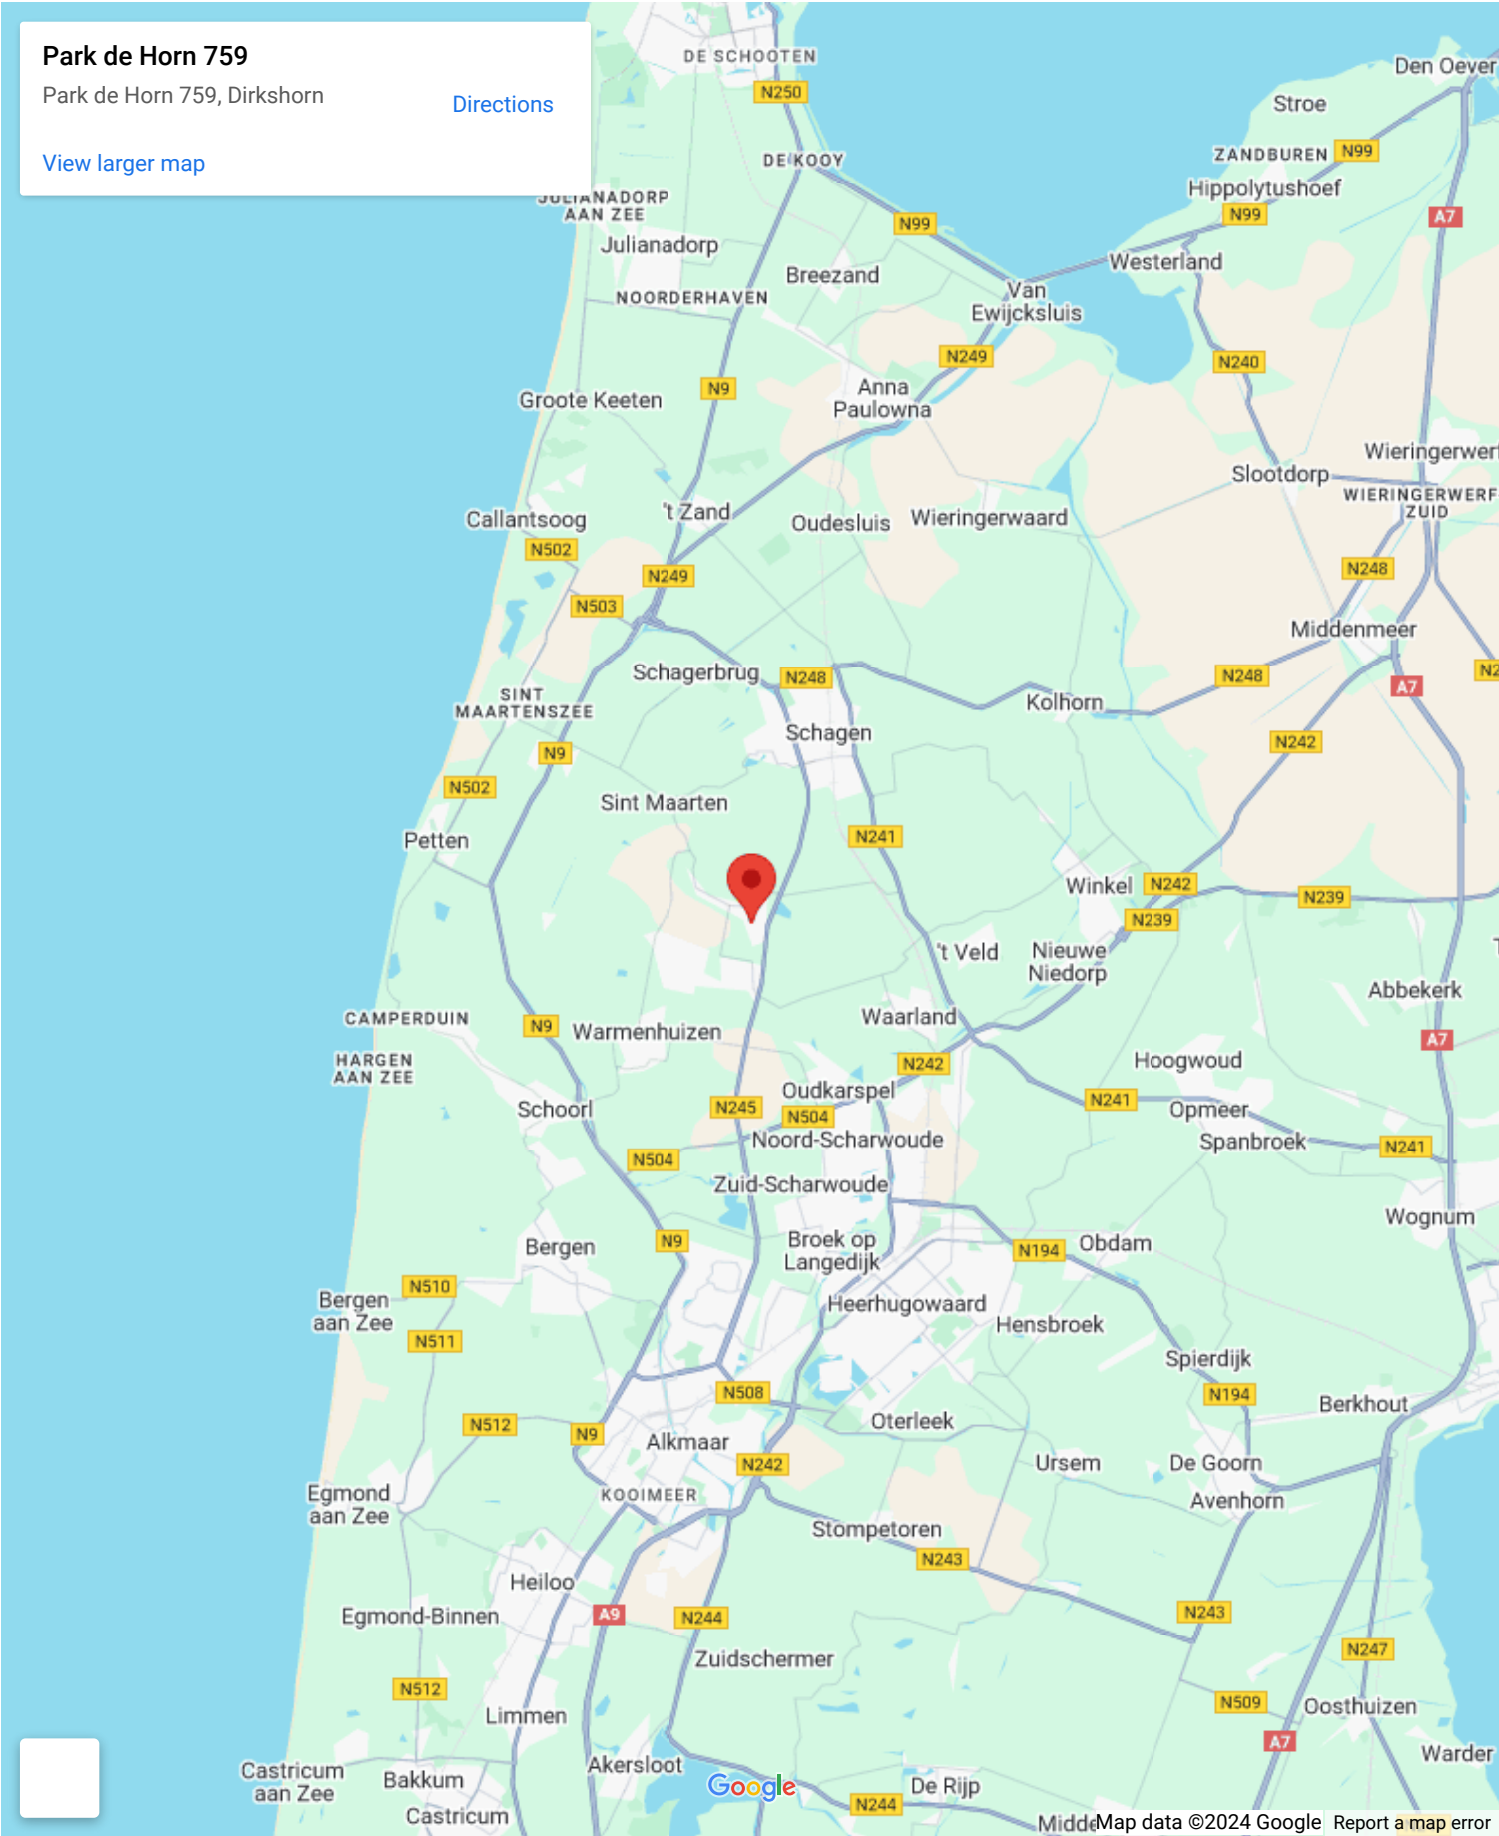 Park de Horn 759
Park de Horn 759, Dirkshorn
Directions
View larger map
DE SCHOOTEN
N250
Den Oever
Stroe
DE KOOY
ZANDBUREN
N99
Hippolytushoef
N99
JULIANADORP
AAN ZEE
N99
A7
Julianadorp
Breezand
Westerland
NOORDERHAVEN
Van
Ewijcksluis
N249
N240
N9
Anna
Paulowna
Groote Keeten
Wieringerwerf
Slootdorp
WIERINGERWERF
ZUID
't Zand
Callantsoog
Oudesluis
Wieringerwaard
N502
N249
N248
N503
Middenmeer
Schagerbrug
N248
N248
N2
A7
SINT
MAARTENSZEE
Kolhorn
Schagen
N242
N9
N502
Sint Maarten
Petten
N241
Winkel
N242
N239
N239
't Veld
Nieuwe
Niedorp
Abbekerk
CAMPERDUIN
N9
Warmenhuizen
Waarland
A7
HARGEN
AAN ZEE
N242
Hoogwoud
Oudkarspel
Schoorl
N245
N504
N241
Opmeer
Noord-Scharwoude
Spanbroek
N241
N504
Zuid-Scharwoude
Wognum
N9
Broek op
Langedijk
Bergen
N194
Obdam
N510
Bergen
aan Zee
Heerhugowaard
N511
Hensbroek
Spierdijk
N508
N194
Berkhout
N512
N9
Oterleek
Alkmaar
N242
Ursem
De Goorn
Egmond
aan Zee
KOOIMEER
Avenhorn
Stompetoren
N243
Heiloo
Egmond-Binnen
A9
N244
N243
N247
Zuidschermer
N512
Limmen
N509
Oosthuizen
A7
Warder
Castricum
aan Zee
Bakkum
Akersloot
Google
De Rijp
N244
Castricum
Midde
Map data ©2024 Google
Report a map error